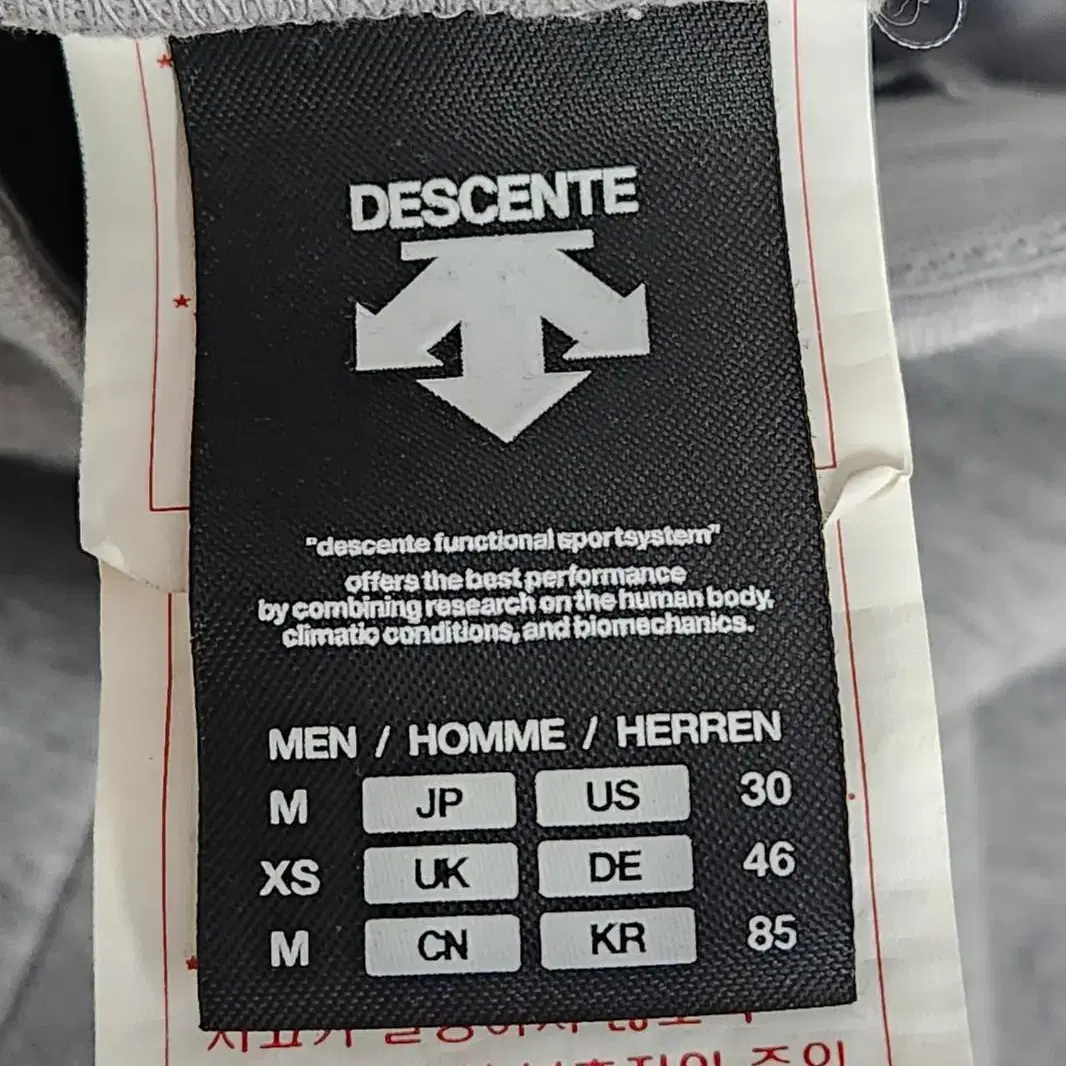 DESCENTE
"descente functional sportsystem"
offers the best performance
by combining research on the human body,
climatic conditions, and biomechanics.
MEN / HOMME / HERREN
M JP US 30
XS UK DE 46
M CN KR 85